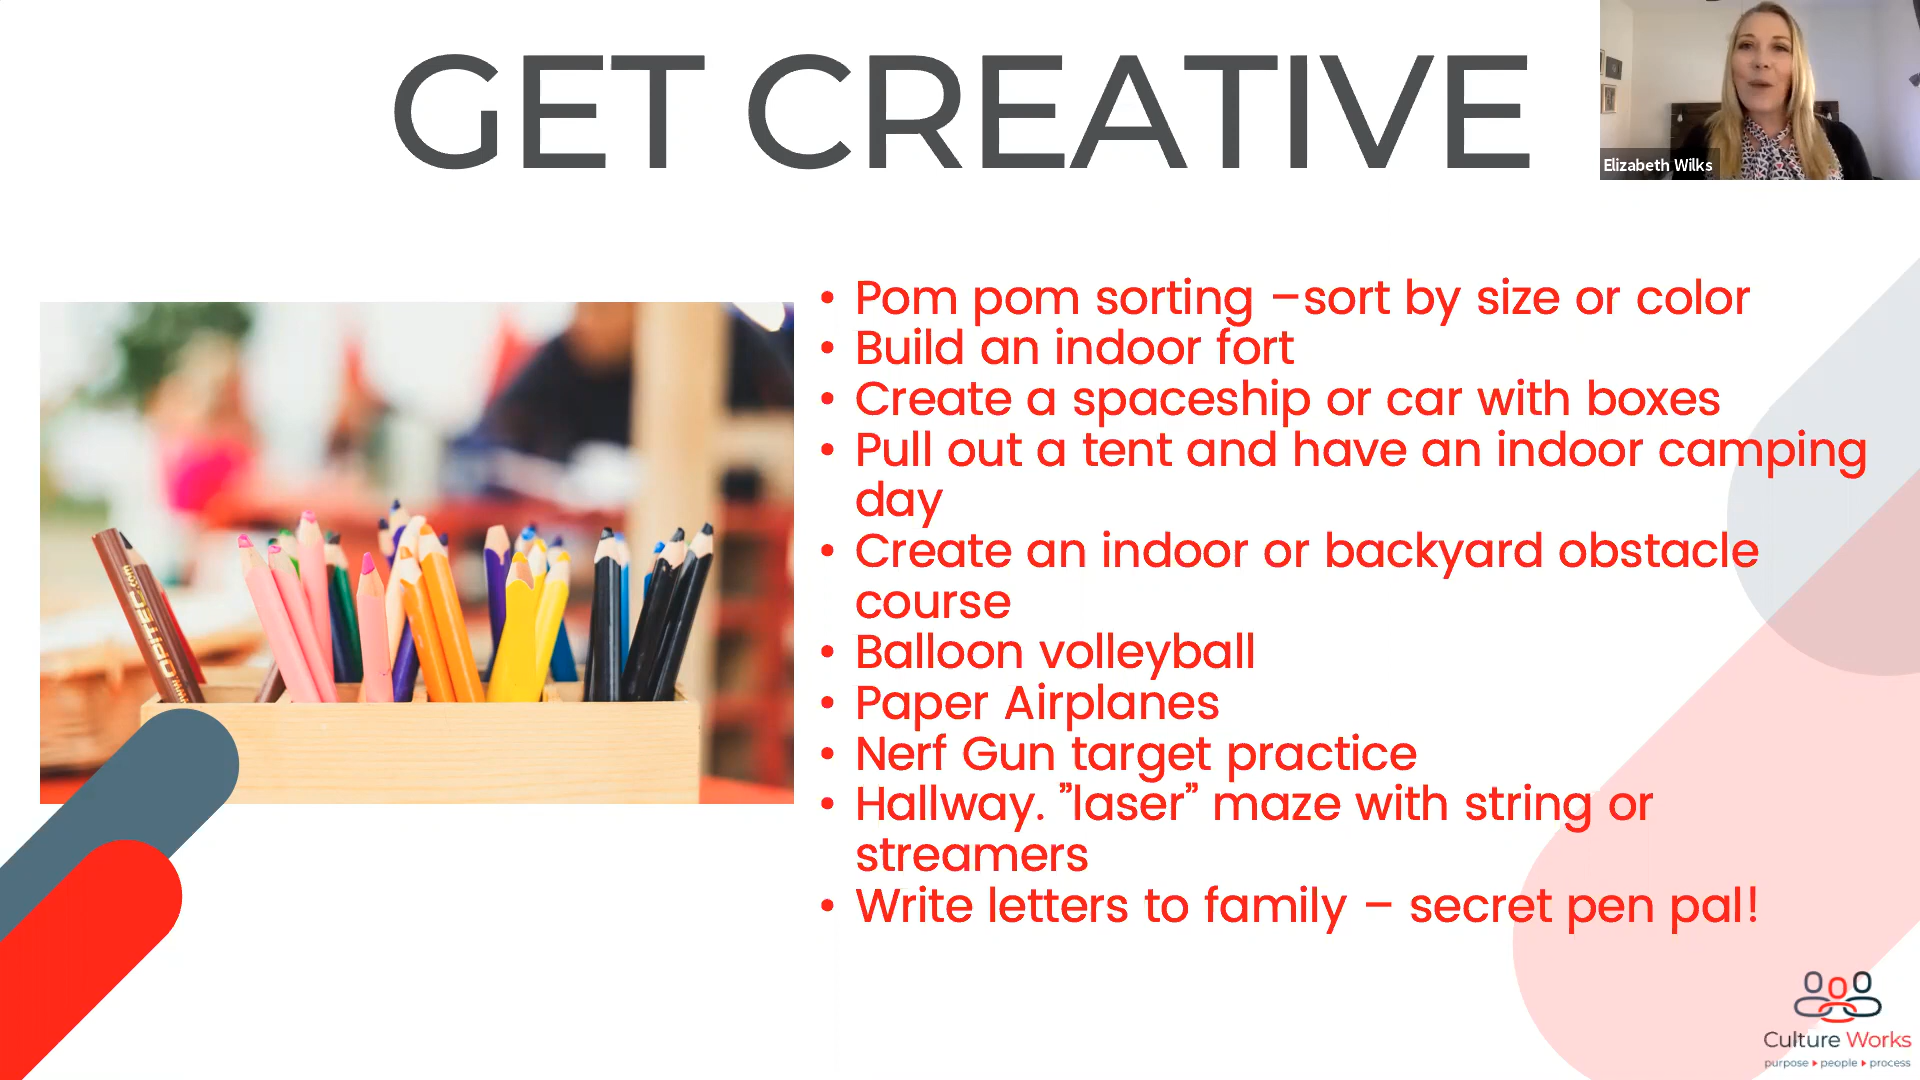 GET CREATIVE
Elizabeth Wilks
• Pom pom sorting –sort by size or color
• Build an indoor fort
• Create a spaceship or car with boxes
• Pull out a tent and have an indoor camping
day
• Create an indoor or backyard obstacle
course
• Balloon volleyball
• Paper Airplanes
• Nerf Gun target practice
• Hallway. ”laser” maze with string or
streamers
• Write letters to family – secret pen pal!
Culture Works
purpose ▸ people ▸ process